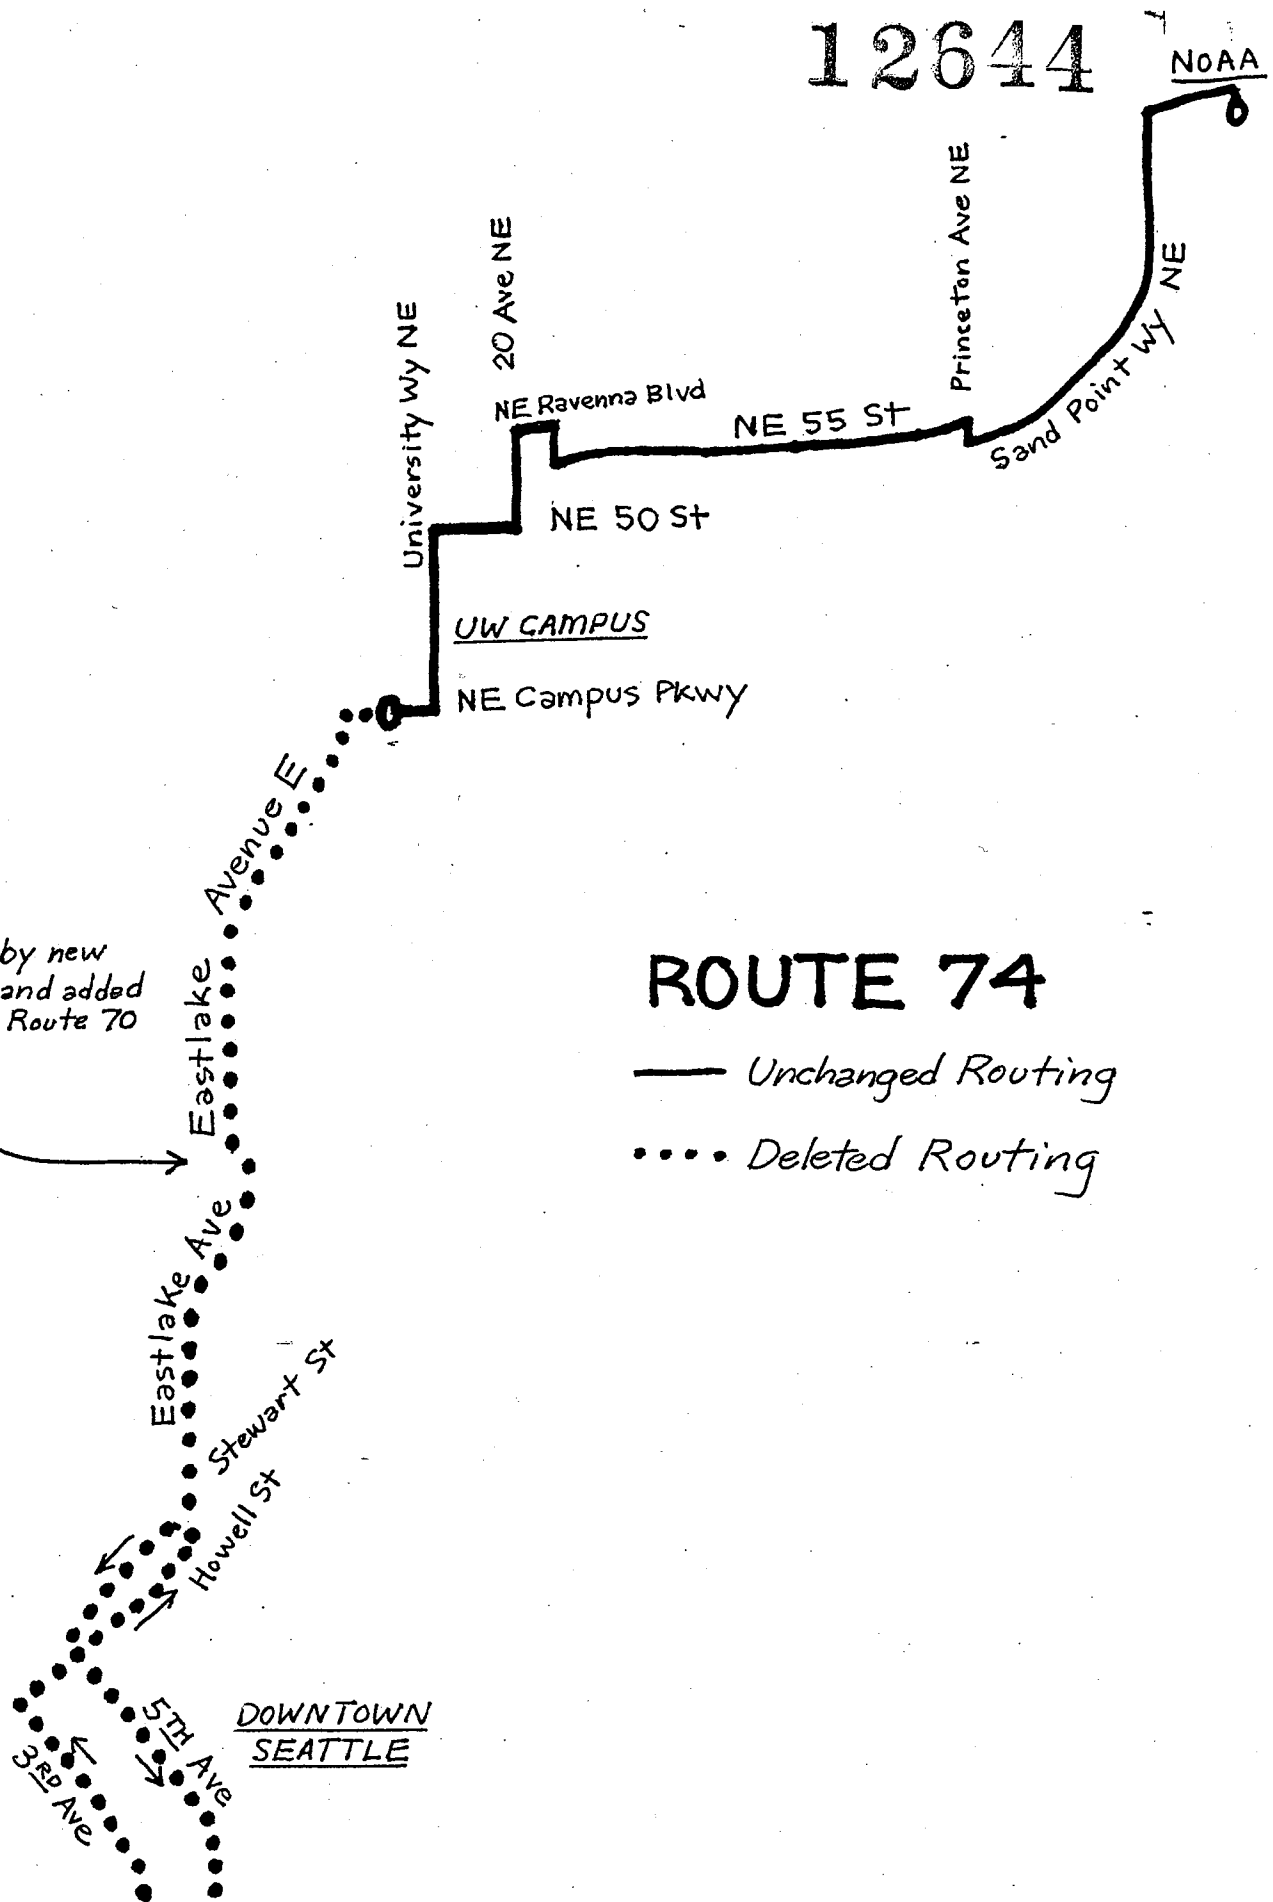 12644
NOAA
Princeton Ave NE
20 Ave NE
University Wy NE
NE
Sand Point Wy
NE Ravenna Blvd
NE 55 St
NE 50 St
UW CAMPUS
NE Campus Pkwy
Avenue E
Eastlake
by new
and added
Route 70
ROUTE 74
Unchanged Routing
Deleted Routing
Eastlake Ave
Stewart St
Howell St
5TH Ave
3RD Ave
DOWNTOWN
SEATTLE